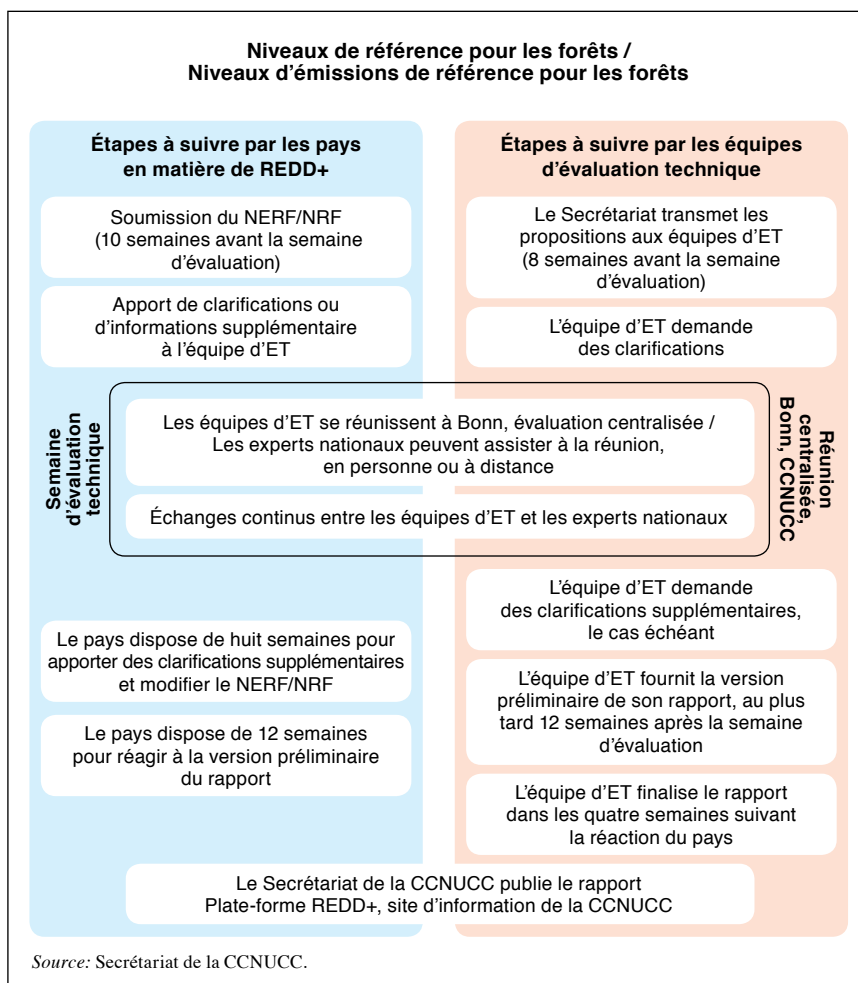 Niveaux de référence pour les forêts /
Niveaux d'émissions de référence pour les forêts
Étapes à suivre par les pays
en matière de REDD+
Soumission du NERF/NRF
(10 semaines avant la semaine
d'évaluation)
Apport de clarifications ou
d'informations supplémentaire
à l'équipe d'ET
Étapes à suivre par les équipes
d'évaluation technique
Le Secrétariat transmet les
propositions aux équipes d'ET
(8 semaines avant la semaine
d'évaluation)
L'équipe d'ET demande
des clarifications
Semaine
d'évaluation
technique
Les équipes d'ET se réunissent à Bonn, évaluation centralisée /
Les experts nationaux peuvent assister à la réunion,
en personne ou à distance
Échanges continus entre les équipes d'ET et les experts nationaux
Réunion
centralisée,
Bonn, CCNUCC
Le pays dispose de huit semaines pour
apporter des clarifications supplémentaires
et modifier le NERF/NRF
Le pays dispose de 12 semaines
pour réagir à la version préliminaire
du rapport
L'équipe d'ET demande
des clarifications supplémentaires,
le cas échéant
L'équipe d'ET fournit la version
préliminaire de son rapport, au plus
tard 12 semaines après la semaine
d'évaluation
L'équipe d'ET finalise le rapport
dans les quatre semaines suivant
la réaction du pays
Le Secrétariat de la CCNUCC publie le rapport
Plate-forme REDD+, site d'information de la CCNUCC
Source: Secrétariat de la CCNUCC.